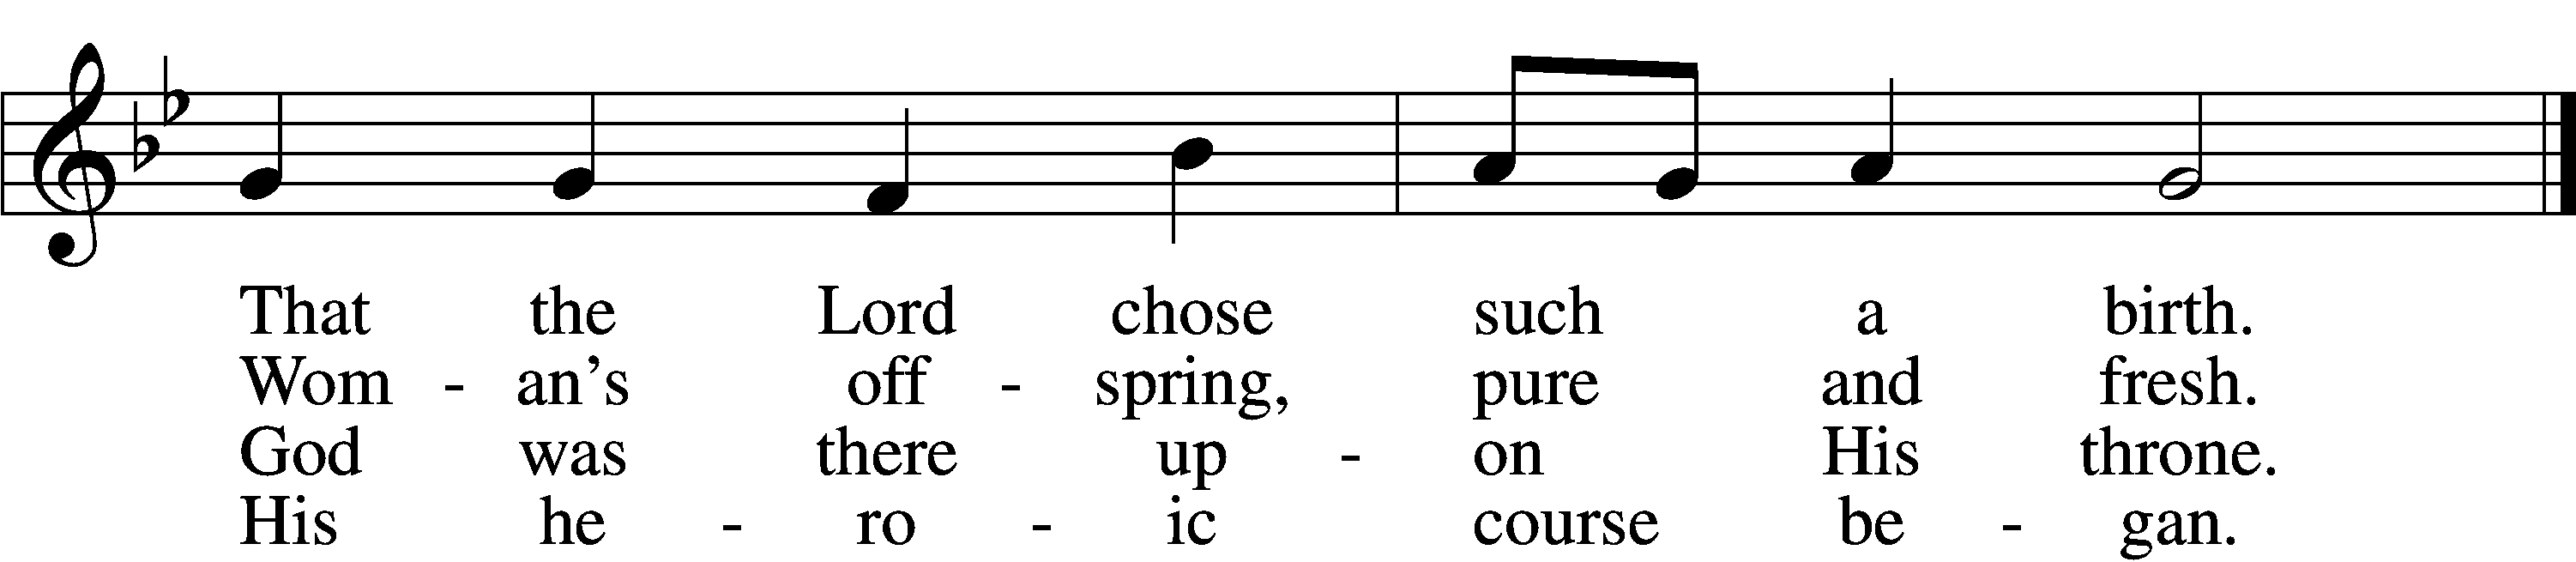 That the Lord chose such a birth.
Wom - an's off - spring, pure and fresh.
God was there up - on His throne.
His he - ro - ic course be - gan.